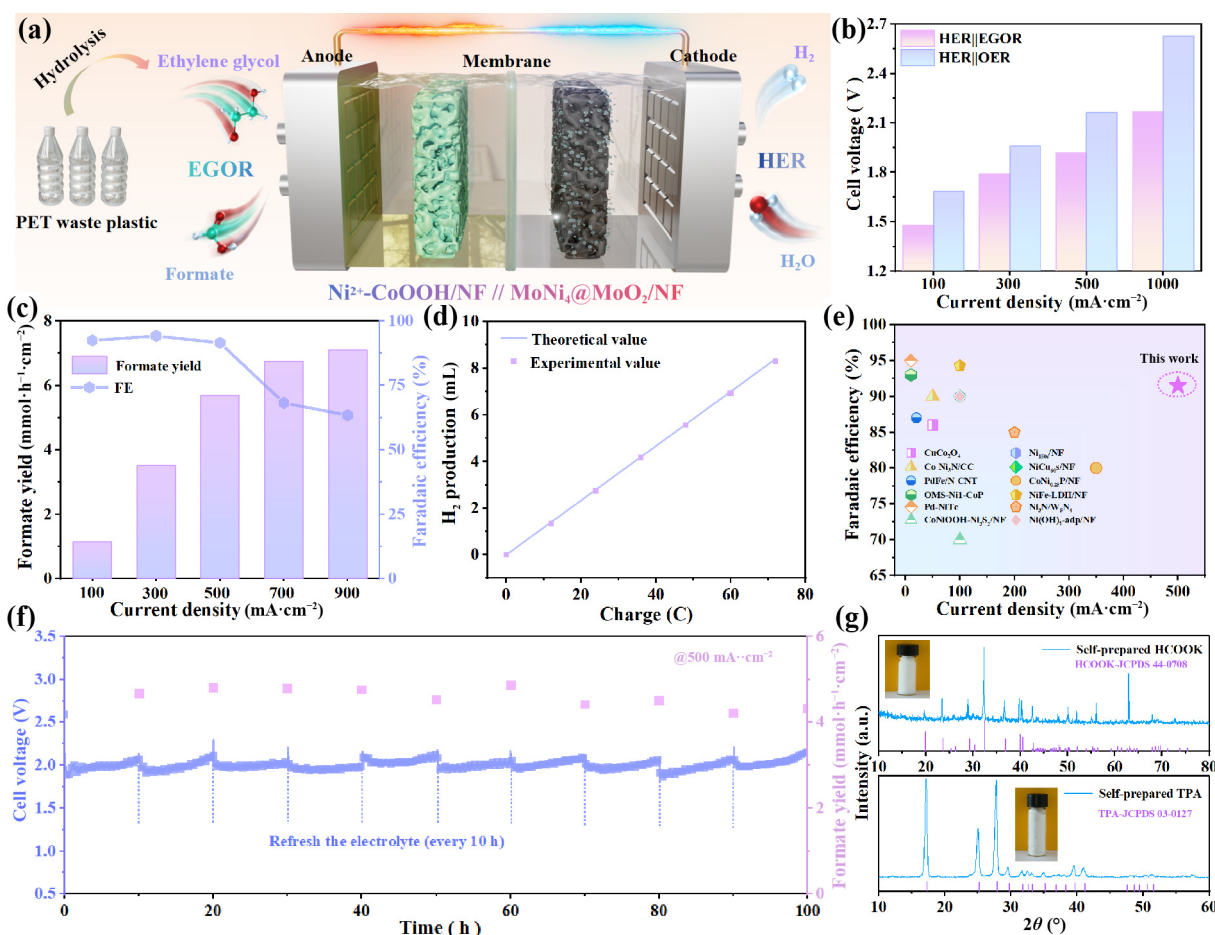 (a)
Hydrolysis
Ethylene glycol
Anode
Membrane
Cathode
H₂
EGOR
HER
PET waste plastic
Formate
H₂O
Ni²⁺-CoOOH/NF // MoNi₄@MoO₂/NF
(b)
HER||EGOR
HER||OER
Cell voltage ( V)
2.7
2.4
2.1
1.8
1.5
1.2
100 300 500 1000
Current density (mA·cm⁻²)
(c)
Formate yield (mmol·h⁻¹·cm⁻²)
8
6
4
2
0
Formate yield
FE
100
75
50
25
0
Faradaic efficiency (%)
100 300 500 700 900
Current density (mA·cm⁻²)
(d)
H₂ production (mL)
10
8
6
4
2
0
Theoretical value
Experimental value
0 20 40 60 80
Charge (C)
(e)
Faradaic efficiency (%)
100
95
90
85
80
75
70
65
This work
CuCo₂O₄
Co-Ni₃N/CC
PdFe/N CNT
OMS-Ni1-CoP
Pd-NiTe
CoNiOOH-Ni₃S₂/NF
NiFe-LDH/NF
Ni(OH)₂-adp/NF
0 100 200 300 400 500
Current density (mA·cm⁻²)
(f)
Cell voltage (V)
3.5
3.0
2.5
2.0
1.5
1.0
0.5
@500 mA··cm⁻²
Refresh the electrolyte (every 10 h)
6
4
2
0
Formate yield (mmol·h⁻¹·cm⁻²)
0 20 40 60 80 100
Time ( h )
(g)
Intensity (a.u.)
Self-prepared HCOOK
HCOOK-JCPDS 44-0708
10 20 30 40 50 60 70 80
Self-prepared TPA
TPA-JCPDS 03-0127
10 20 30 40 50 60
2θ (°)